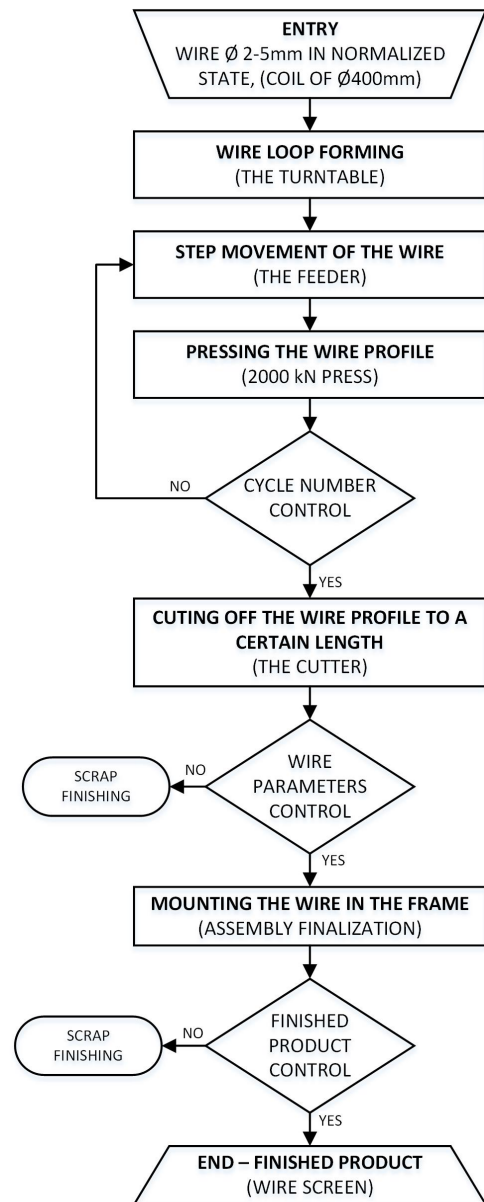 ENTRY
WIRE Ø 2-5mm IN NORMALIZED
STATE, (COIL OF Ø400mm)
WIRE LOOP FORMING
(THE TURNTABLE)
STEP MOVEMENT OF THE WIRE
(THE FEEDER)
PRESSING THE WIRE PROFILE
(2000 kN PRESS)
NO
CYCLE NUMBER
CONTROL
YES
CUTING OFF THE WIRE PROFILE TO A
CERTAIN LENGTH
(THE CUTTER)
SCRAP
FINISHING
NO
WIRE
PARAMETERS
CONTROL
YES
MOUNTING THE WIRE IN THE FRAME
(ASSEMBLY FINALIZATION)
SCRAP
FINISHING
NO
FINISHED
PRODUCT
CONTROL
YES
END – FINISHED PRODUCT
(WIRE SCREEN)